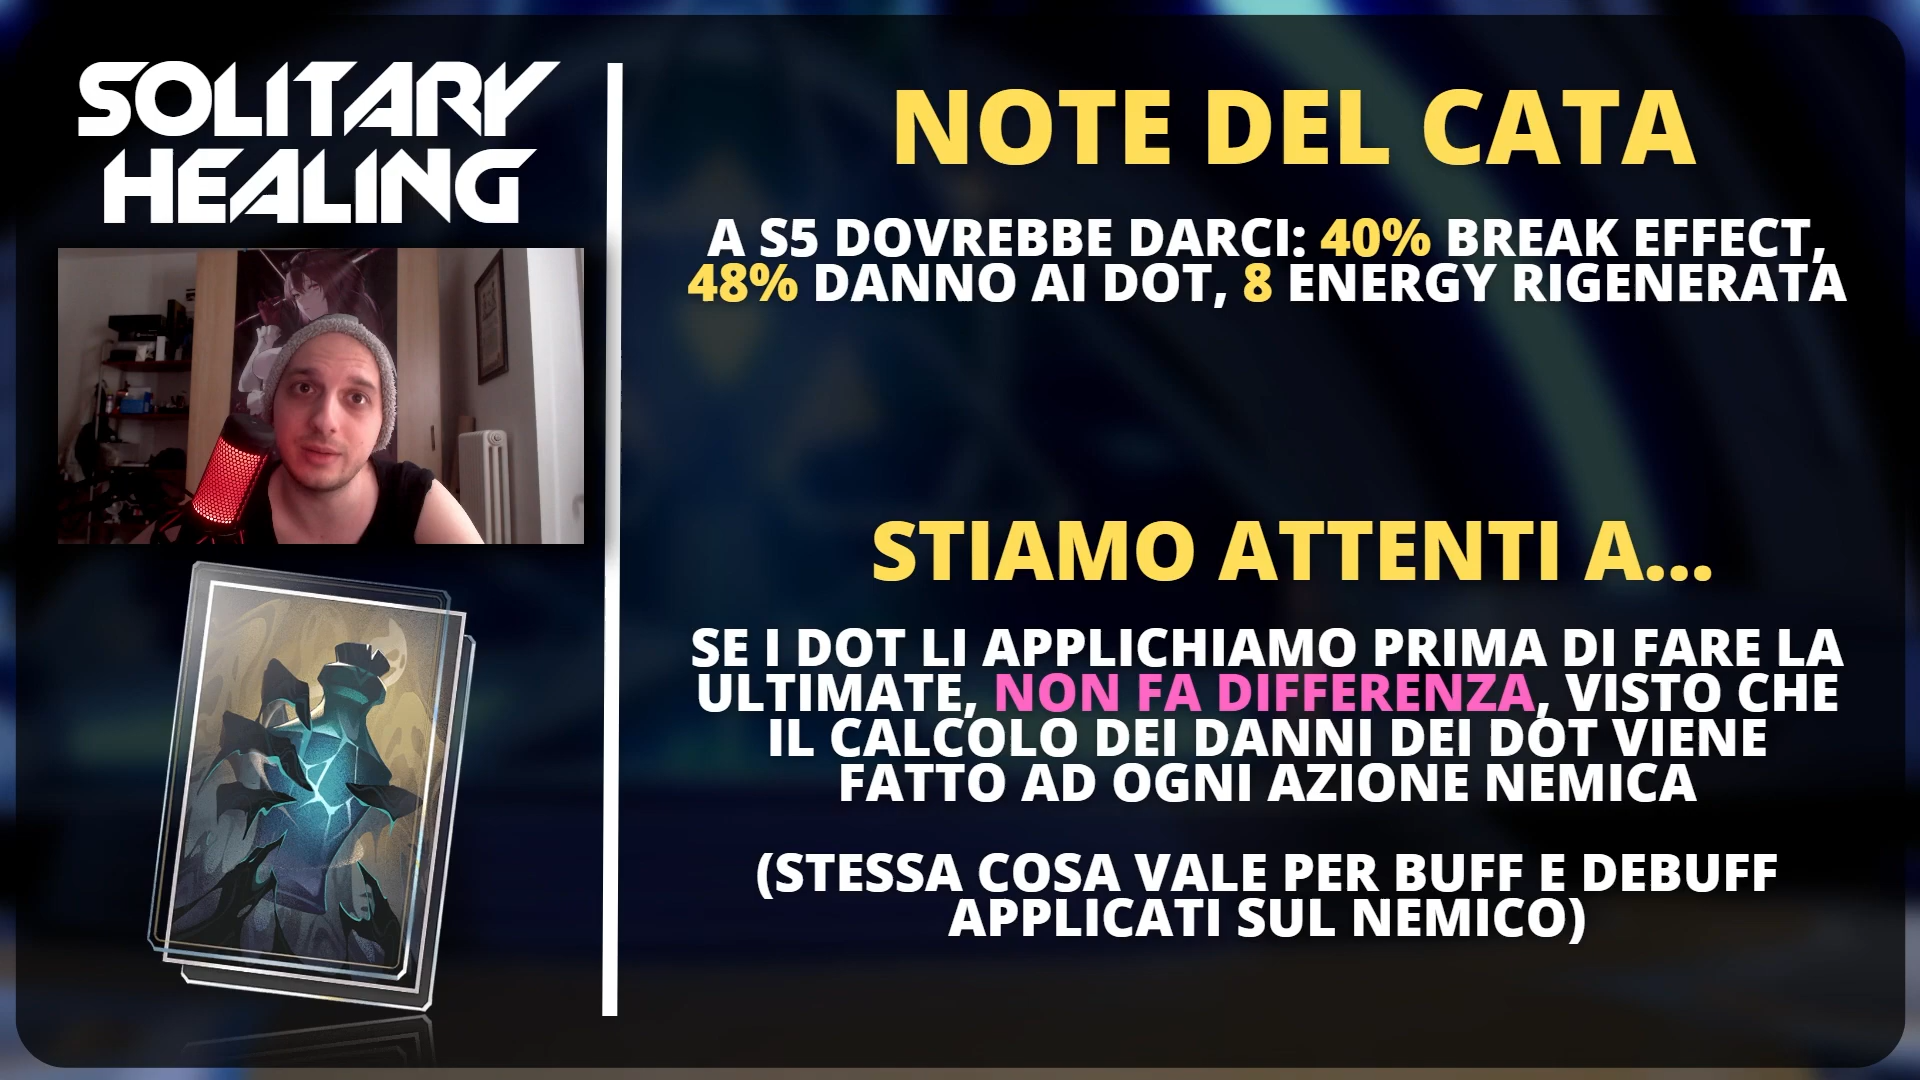 SOLITARY
HEALING
NOTE DEL CATA
A S5 DOVREBBE DARCI: 40% BREAK EFFECT,
48% DANNO AI DOT, 8 ENERGY RIGENERATA
STIAMO ATTENTI A...
SE I DOT LI APPLICHIAMO PRIMA DI FARE LA
ULTIMATE, NON FA DIFFERENZA, VISTO CHE
IL CALCOLO DEI DANNI DEI DOT VIENE
FATTO AD OGNI AZIONE NEMICA
(STESSA COSA VALE PER BUFF E DEBUFF
APPLICATI SUL NEMICO)